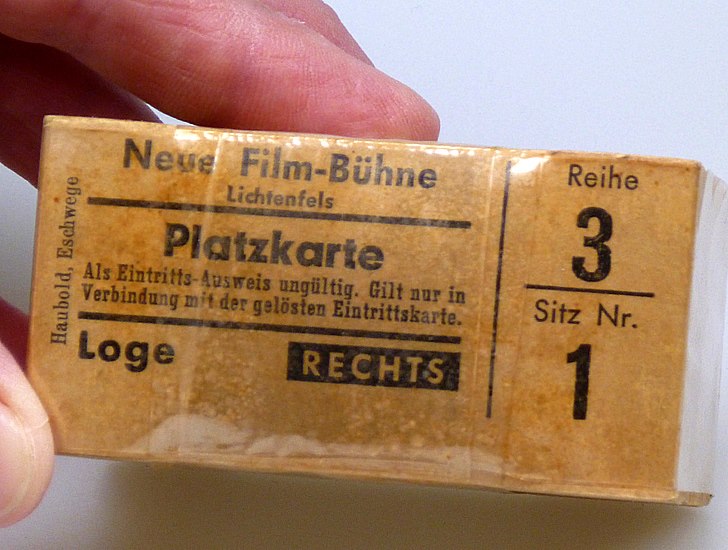 Neue Film-Bühne
Lichtenfels
Platzkarte
Als Eintritts-Ausweis ungültig. Gilt nur in
Verbindung mit der gelösten Eintrittskarte.
Loge
RECHTS
Reihe
3
Sitz Nr.
1
Haubold, Eschwege